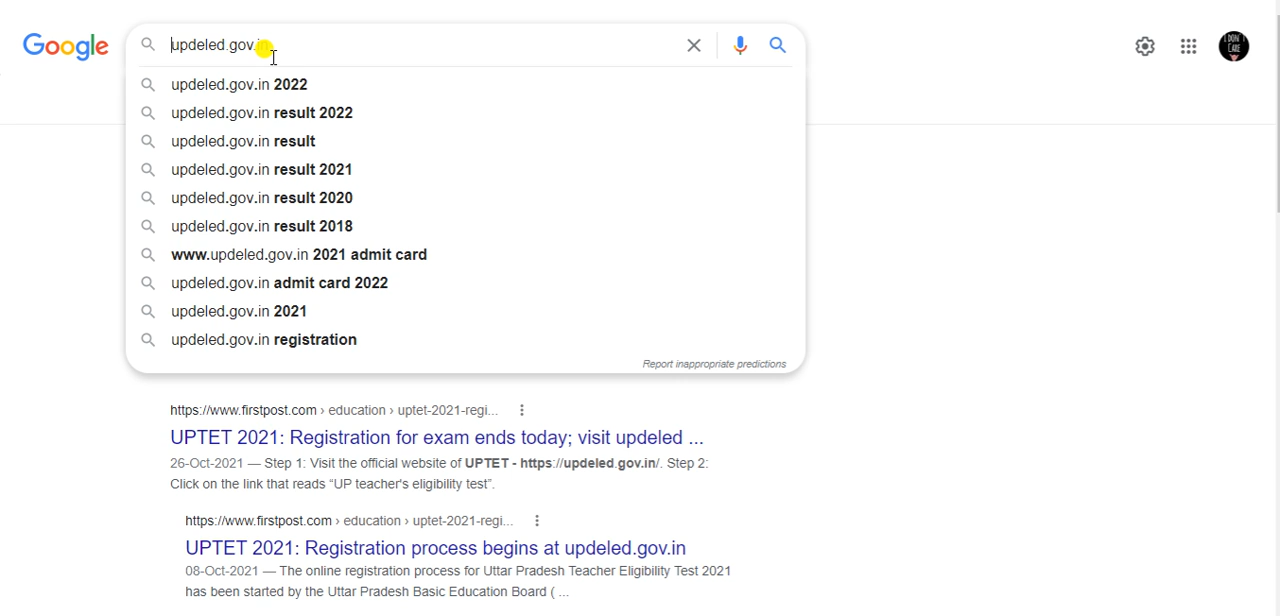 Google
updeled.gov.in
updeled.gov.in 2022
updeled.gov.in result 2022
updeled.gov.in result
updeled.gov.in result 2021
updeled.gov.in result 2020
updeled.gov.in result 2018
www.updeled.gov.in 2021 admit card
updeled.gov.in admit card 2022
updeled.gov.in 2021
updeled.gov.in registration
Report inappropriate predictions
https://www.firstpost.com › education › uptet-2021-regi...
UPTET 2021: Registration for exam ends today; visit updeled ...
26-Oct-2021 — Step 1: Visit the official website of UPTET - https://updeled.gov.in/. Step 2:
Click on the link that reads “UP teacher's eligibility test”.
https://www.firstpost.com › education › uptet-2021-regi...
UPTET 2021: Registration process begins at updeled.gov.in
08-Oct-2021 — The online registration process for Uttar Pradesh Teacher Eligibility Test 2021
has been started by the Uttar Pradesh Basic Education Board ( ...